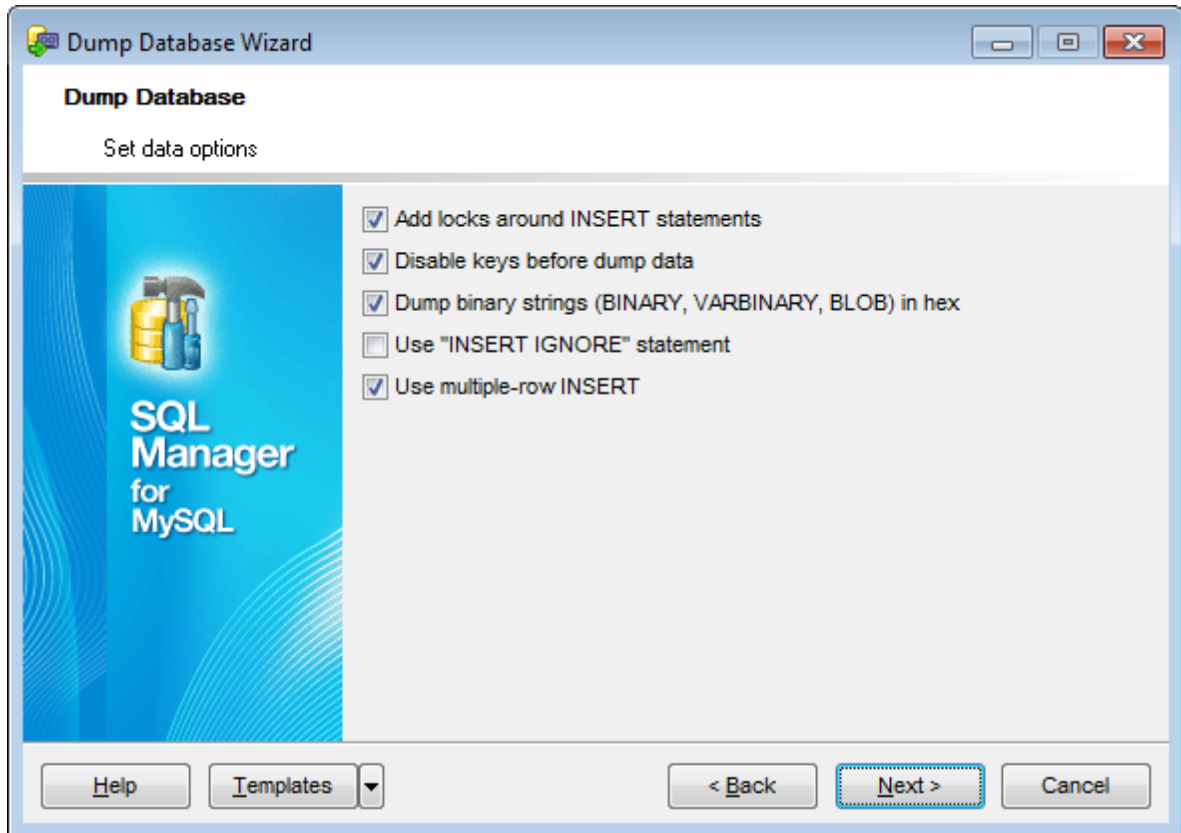 Dump Database Wizard
Dump Database
Set data options
Add locks around INSERT statements
Disable keys before dump data
Dump binary strings (BINARY, VARBINARY, BLOB) in hex
Use "INSERT IGNORE" statement
Use multiple-row INSERT
SQL
Manager
for
MySQL
Help Templates < Back Next > Cancel